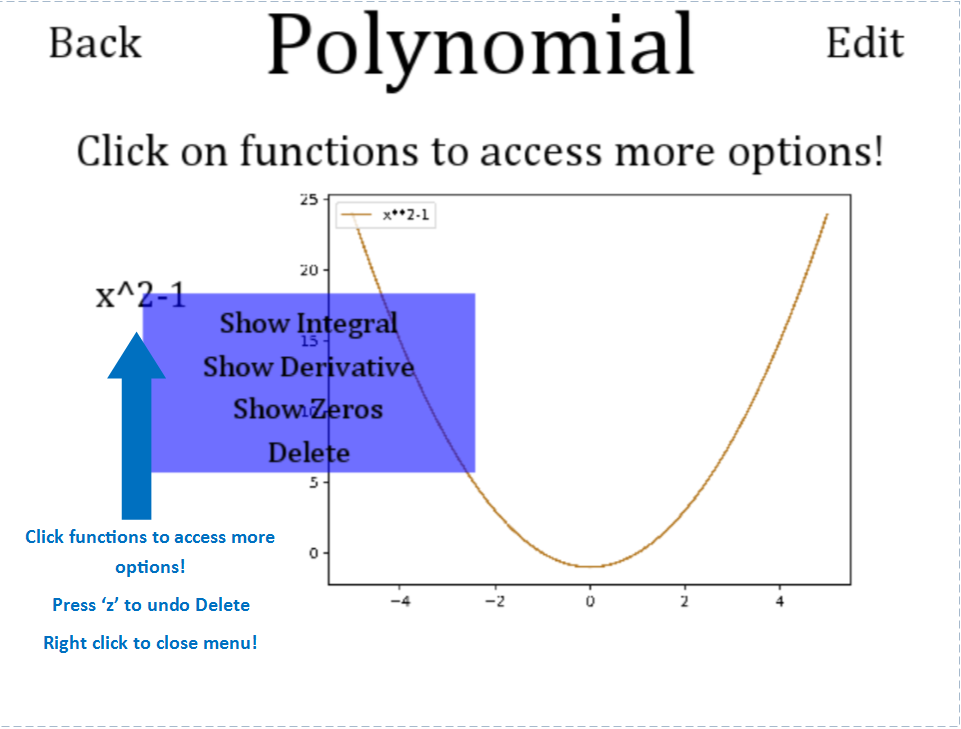 Back Polynomial Edit
Click on functions to access more options!
25
x**2-1
20
x^2-1
Show Integral
15
Show Derivative
Show Zeros
10
Delete
5
Click functions to access more
options!
0
Press ‘z’ to undo Delete
−4 −2 0 2 4
Right click to close menu!